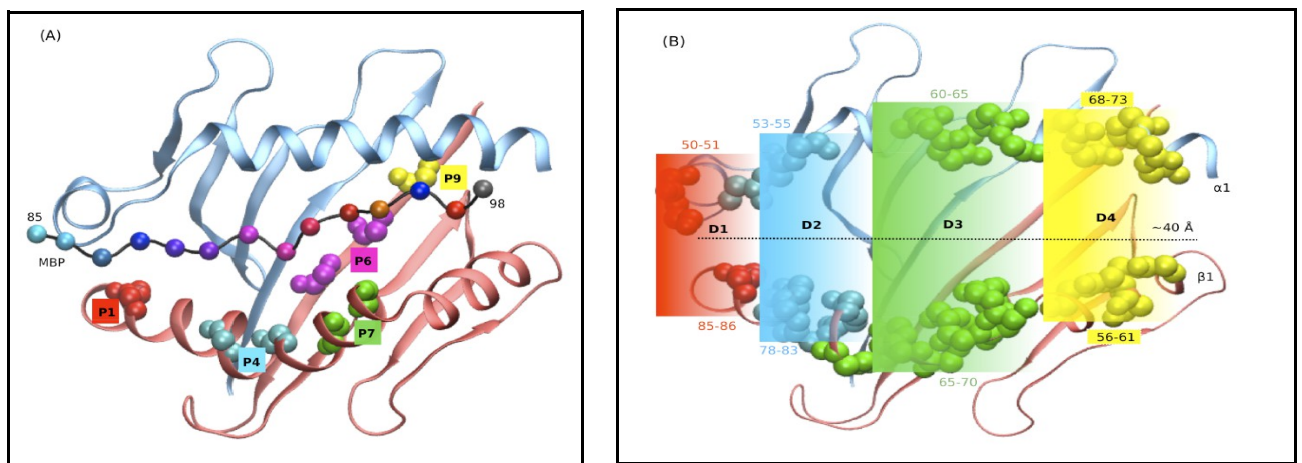 (A)
P9
85
98
MBP
P6
P1
P7
P4
(B)
60-65
68-73
53-55
50-51
α1
D1
D2
D3
D4
~40 Å
β1
85-86
78-83
56-61
65-70